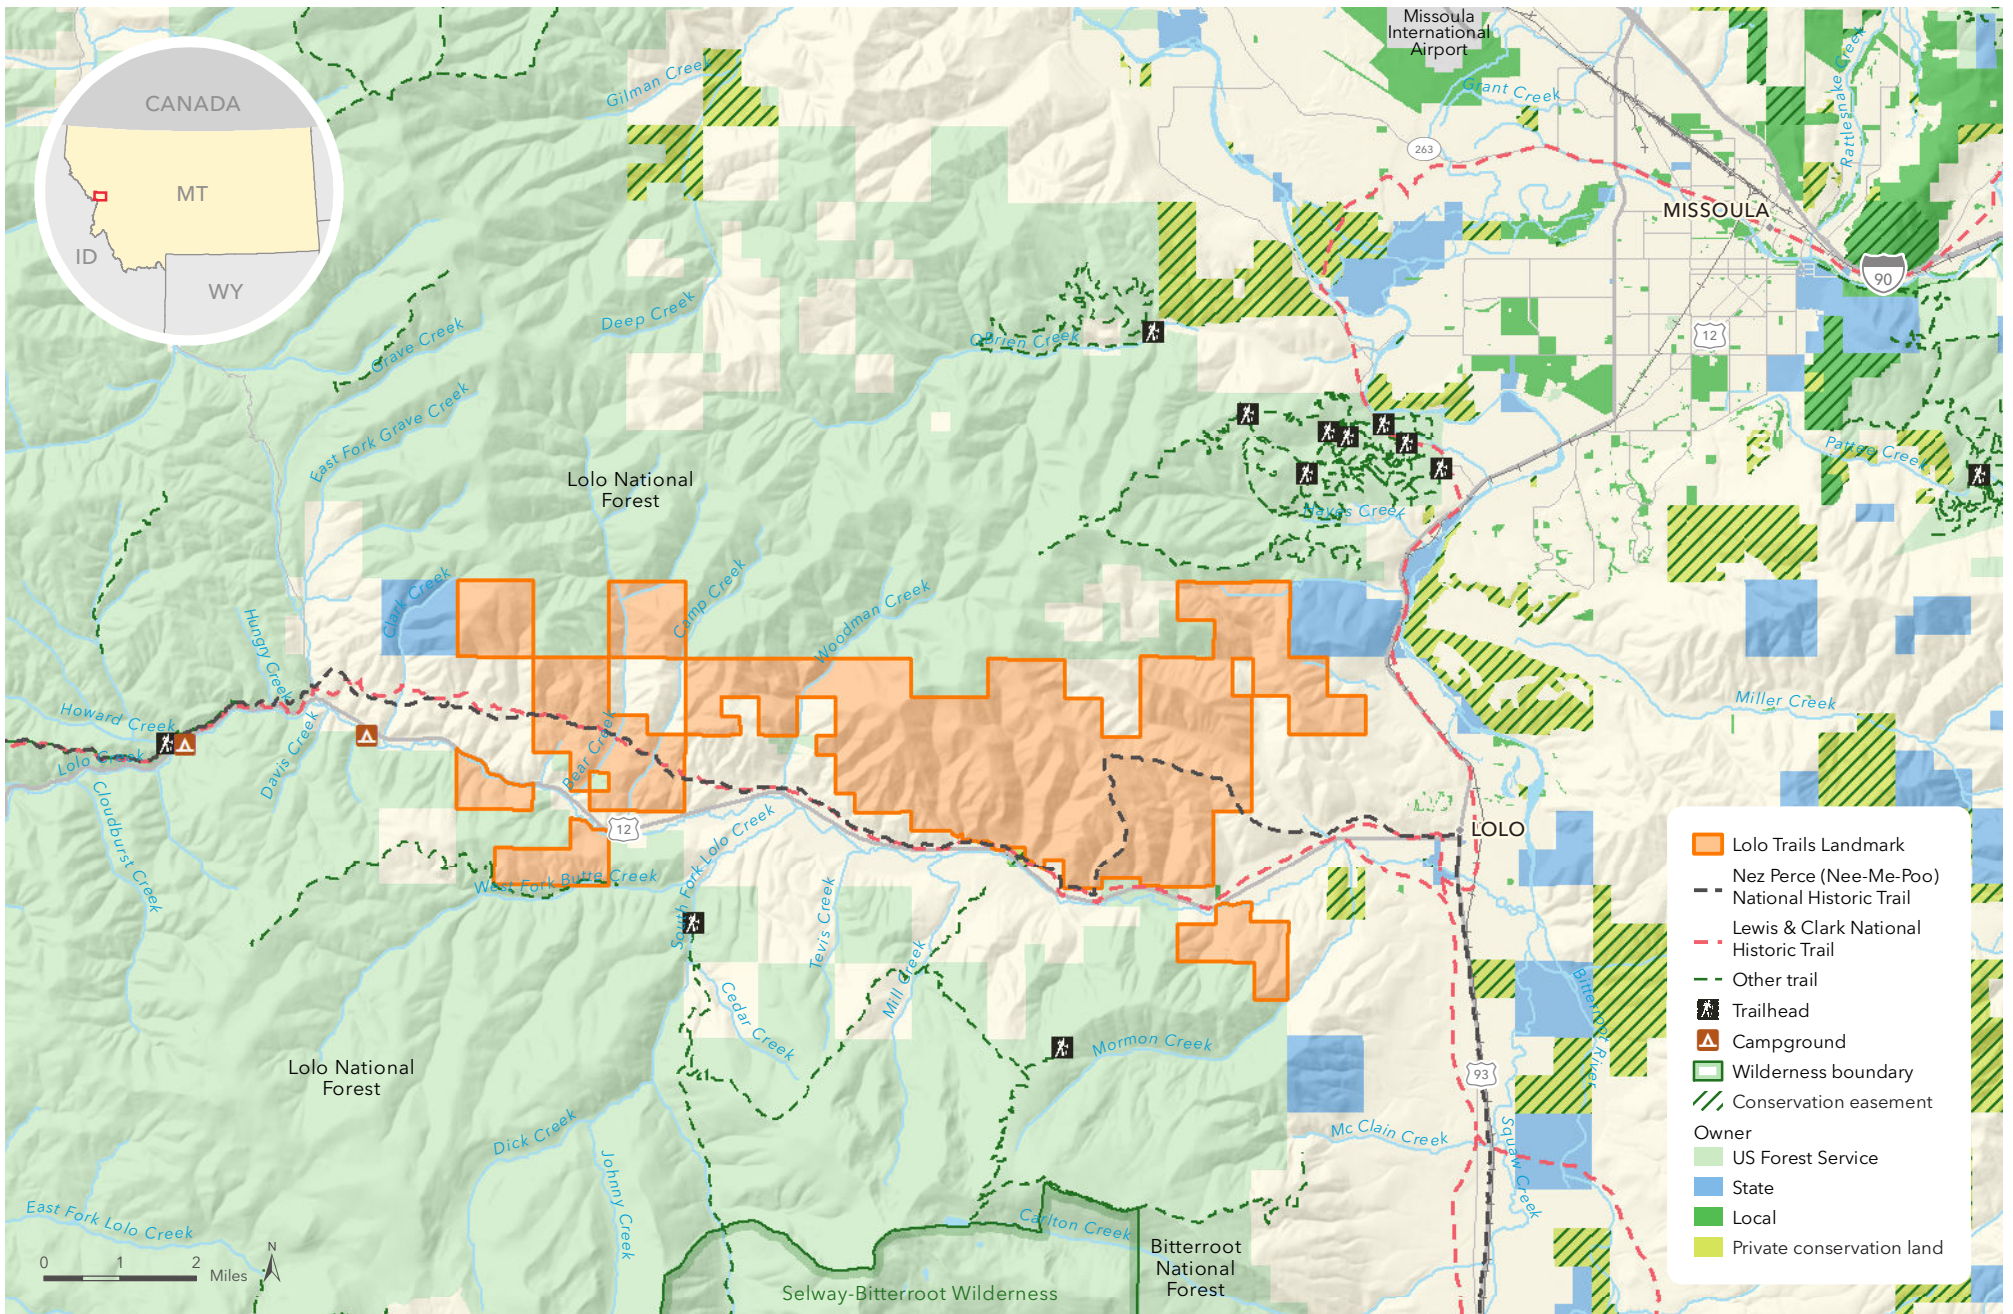 Missoula
International
Airport
Gilman Creek
Grant Creek
Rattlesnake Creek
CANADA
MT
ID
WY
263
MISSOULA
90
12
Deep Creek
Grave Creek
O'Brien Creek
East Fork Grave Creek
Pattee Creek
Lolo National
Forest
Hayes Creek
Clark Creek
Camp Creek
Woodman Creek
Hungry Creek
Miller Creek
Howard Creek
Lolo Creek
Davis Creek
Bear Creek
Cloudburst Creek
12
South Fork Lolo Creek
LOLO
West Fork Butte Creek
Tevis Creek
Mill Creek
Cedar Creek
Mormon Creek
Bitterroot River
Lolo National
Forest
93
Dick Creek
Johnny Creek
Mc Clain Creek
Squaw Creek
East Fork Lolo Creek
Carlton Creek
Bitterroot
National
Forest
Selway-Bitterroot Wilderness
0 1 2
Miles
N
Lolo Trails Landmark
Nez Perce (Nee-Me-Poo)
National Historic Trail
Lewis & Clark National
Historic Trail
Other trail
Trailhead
Campground
Wilderness boundary
Conservation easement
Owner
US Forest Service
State
Local
Private conservation land